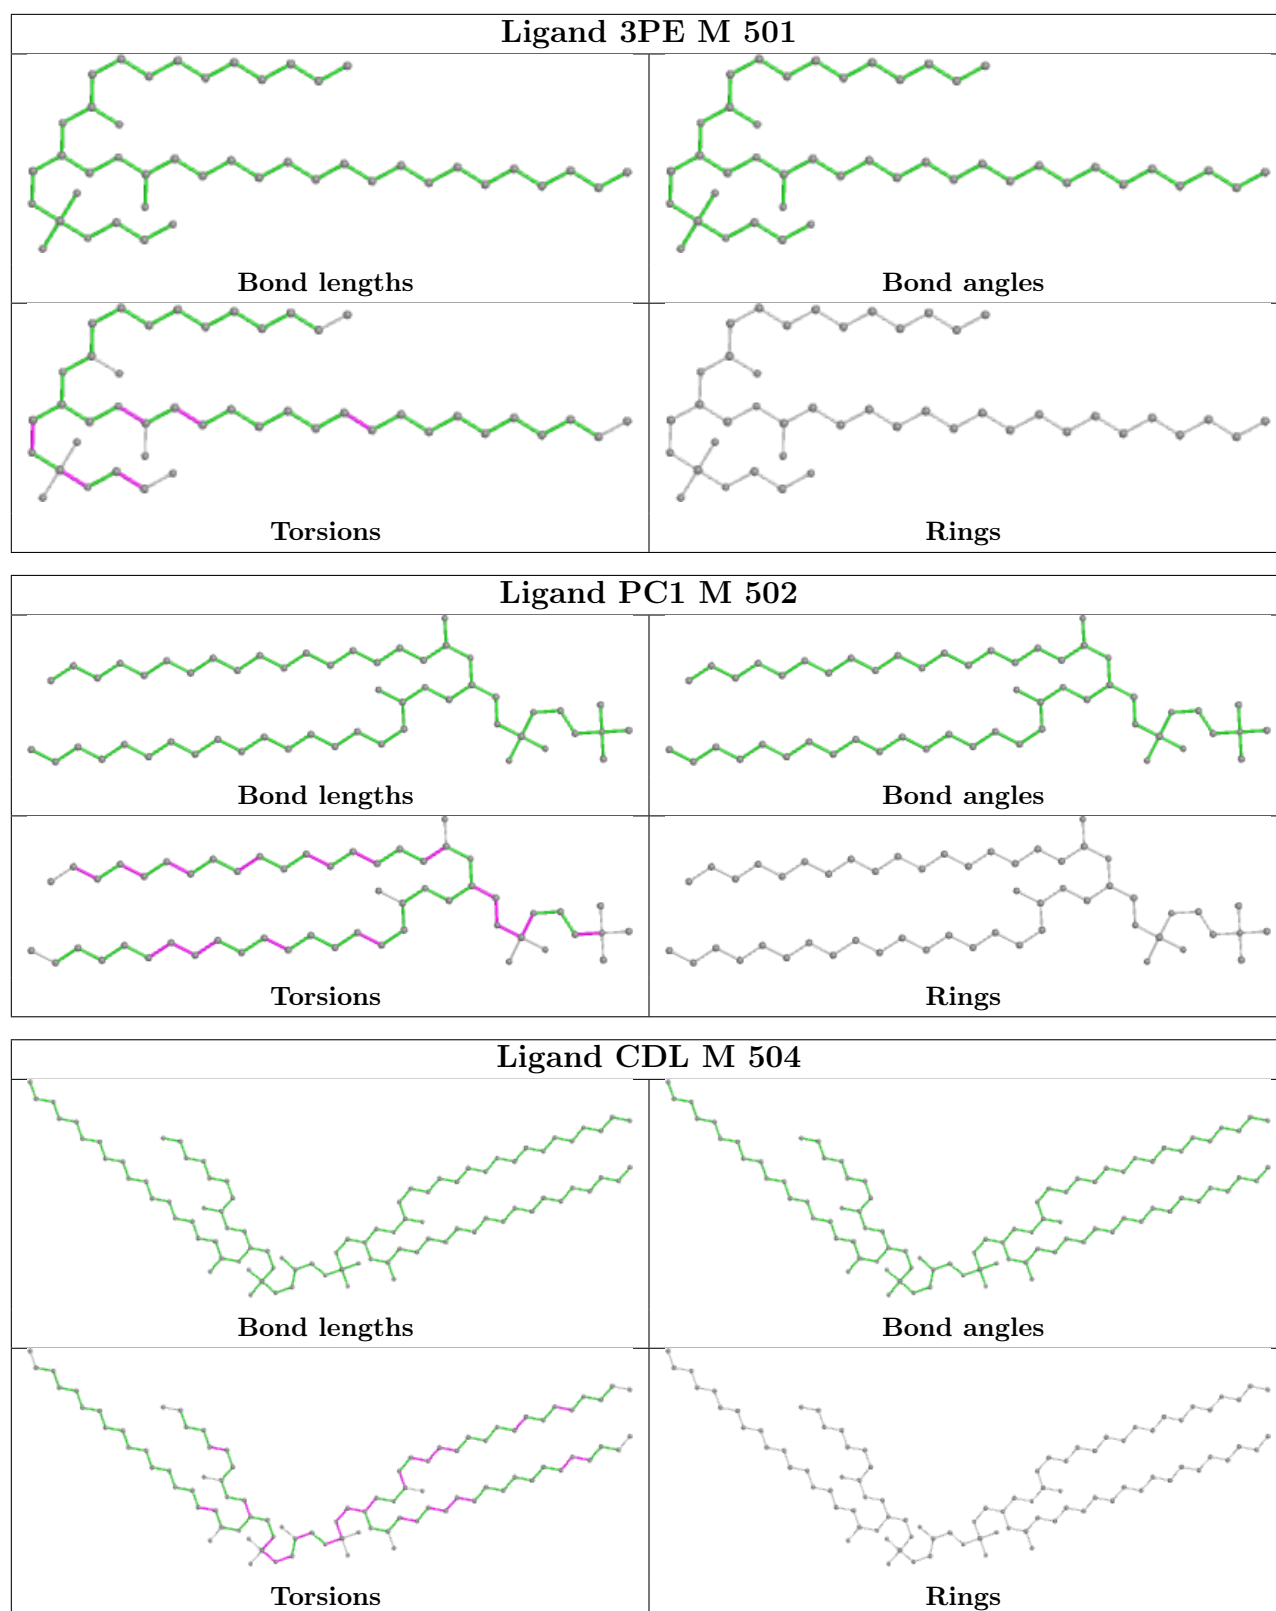 Ligand 3PE M 501
Bond lengths
Bond angles
Torsions
Rings
Ligand PC1 M 502
Bond lengths
Bond angles
Torsions
Rings
Ligand CDL M 504
Bond lengths
Bond angles
Torsions
Rings